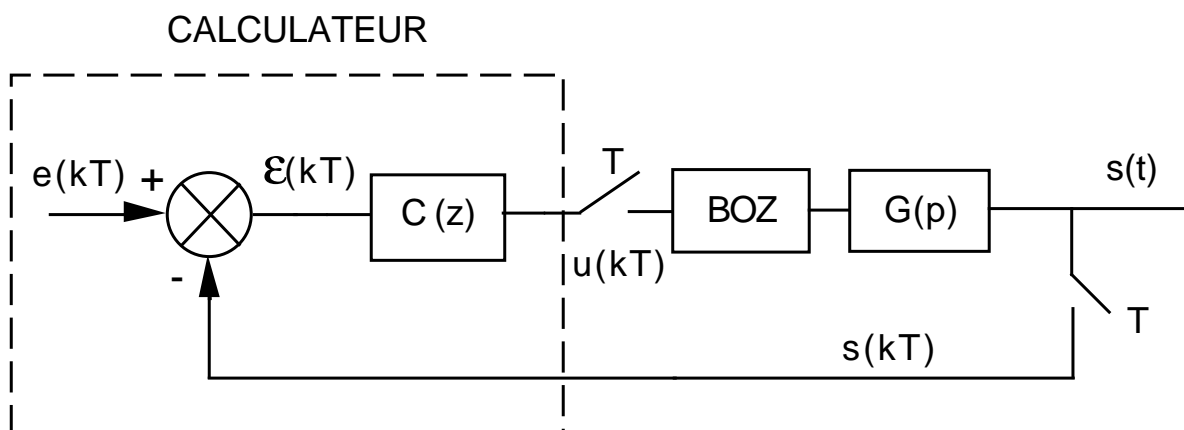 CALCULATEUR
e(kT)
+
ε(kT)
C(z)
T
u(kT)
BOZ
G(p)
s(t)
-
T
s(kT)